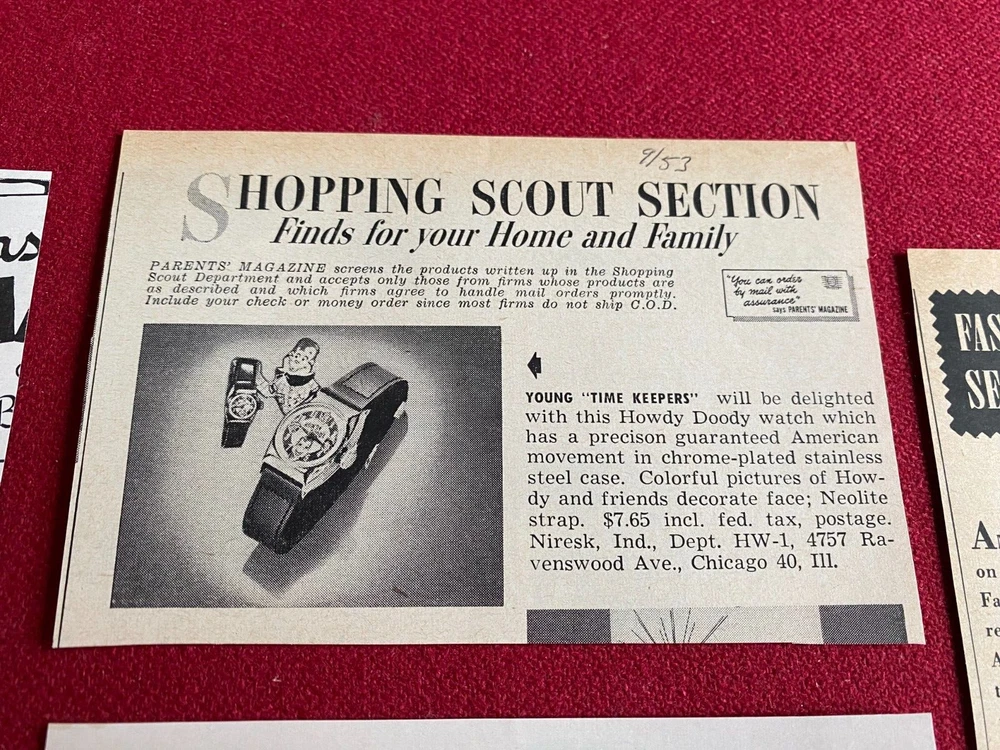 9/53
SHOPPING SCOUT SECTION
Finds for your Home and Family
PARENTS' MAGAZINE screens the products written up in the Shopping
Scout Department and accepts only those from firms whose products are
as described and which firms agree to handle mail orders promptly.
Include your check or money order since most firms do not ship C.O.D.
"You can order
by mail with
assurance"
says PARENTS' MAGAZINE
YOUNG "TIME KEEPERS" will be delighted
with this Howdy Doody watch which
has a precison guaranteed American
movement in chrome-plated stainless
steel case. Colorful pictures of How-
dy and friends decorate face; Neolite
strap. $7.65 incl. fed. tax, postage.
Niresk, Ind., Dept. HW-1, 4757 Ra-
venswood Ave., Chicago 40, Ill.
FAS
SE
on
Fa
re
A
t